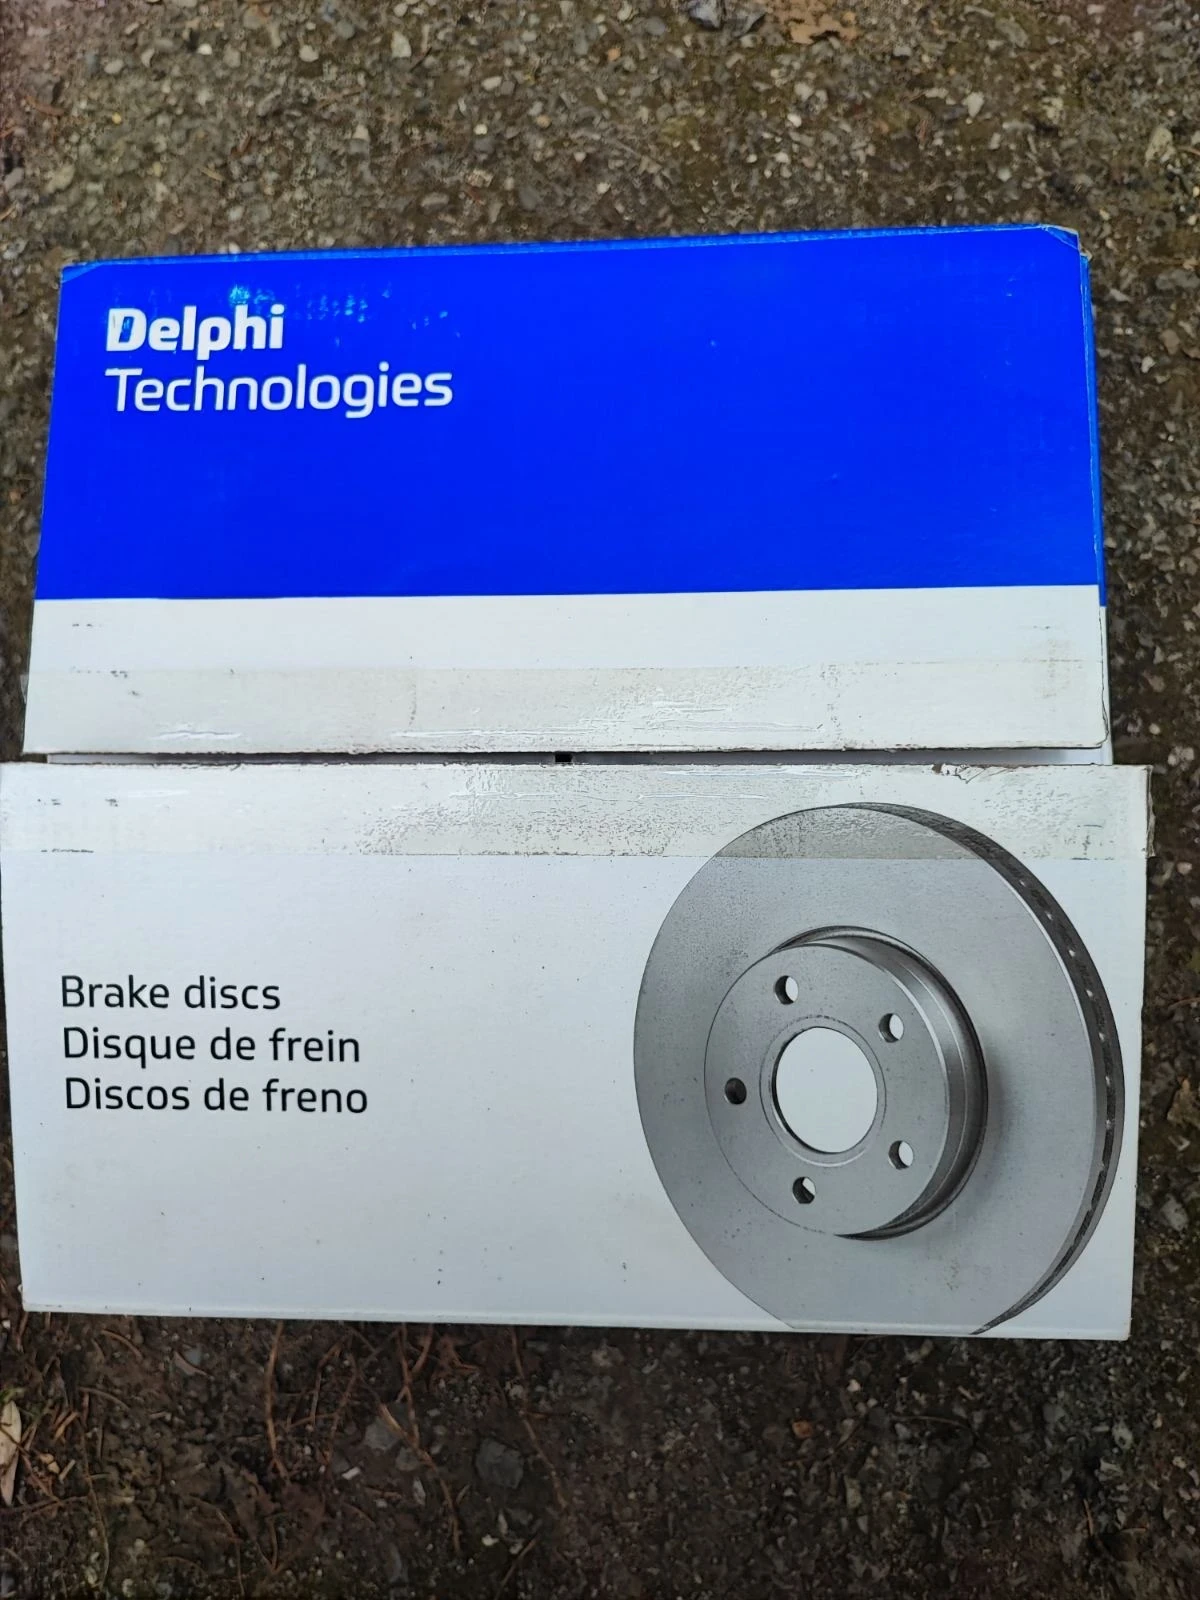 Delphi
Technologies
Brake discs
Disque de frein
Discos de freno